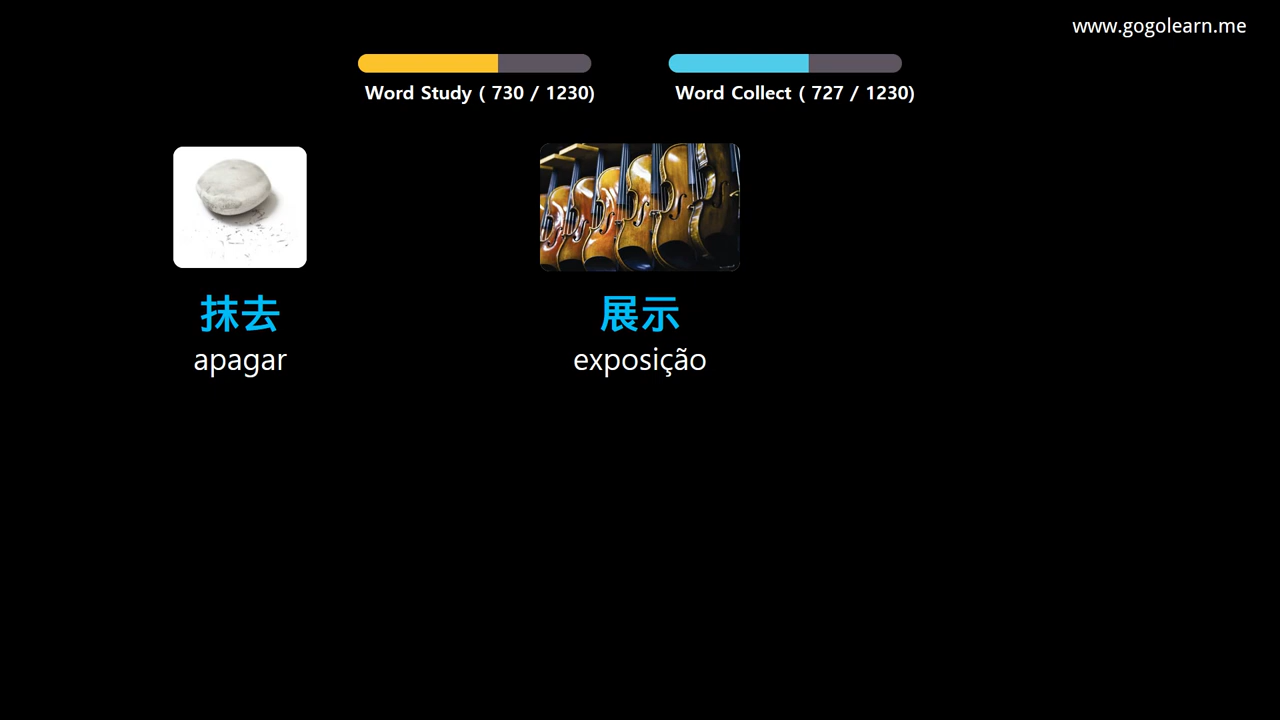 www.gogolearn.me
Word Study ( 730 / 1230)
Word Collect ( 727 / 1230)
抹去
apagar
展示
exposição